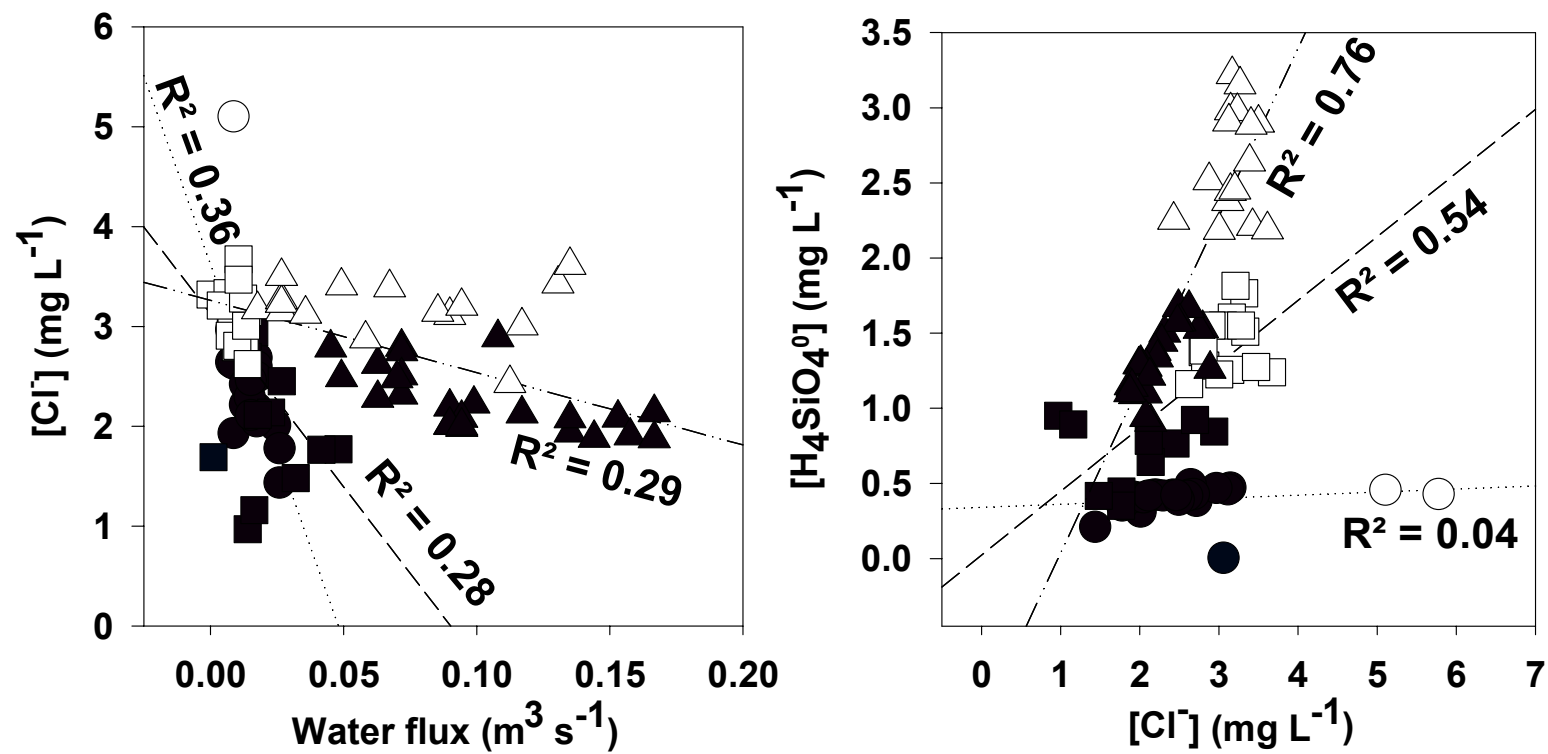 6
5
4
3
2
1
0
[Cl-] (mg L-1)
R² = 0.36
R² = 0.28
R² = 0.29
0.00 0.05 0.10 0.15 0.20
Water flux (m3 s-1)
3.5
3.0
2.5
2.0
1.5
1.0
0.5
0.0
[H4SiO40] (mg L-1)
R² = 0.76
R² = 0.54
R² = 0.04
0 1 2 3 4 5 6 7
[Cl-] (mg L-1)